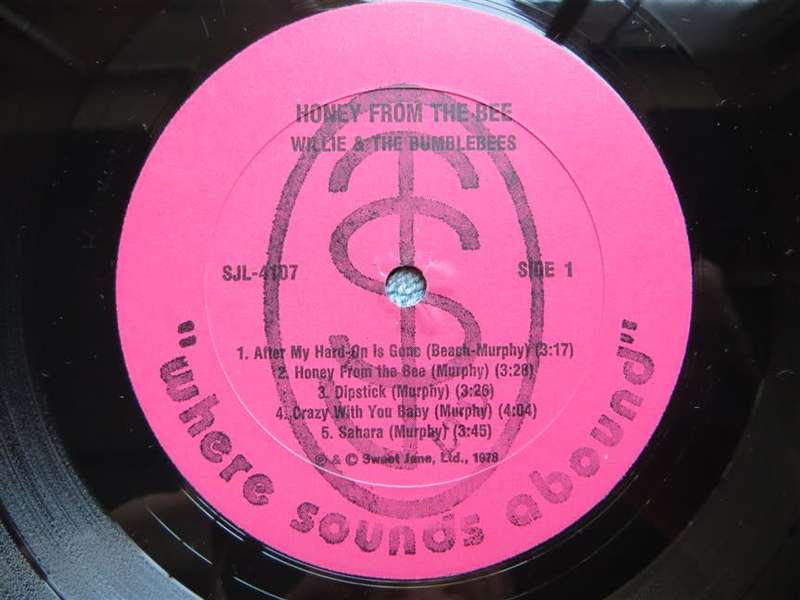 HONEY FROM THE BEE
WILLIE & THE BUMBLEBEES
SJL-4107
SIDE 1
1. After My Hard-On Is Gone (Beach-Murphy) (3:17)
2. Honey From the Bee (Murphy) (3:28)
3. Dipstick (Murphy) (3:26)
4. Crazy With You Baby (Murphy) (4:04)
5. Sahara (Murphy) (3:45)
℗ & © Sweet Jane, Ltd., 1978
"where sounds abound"